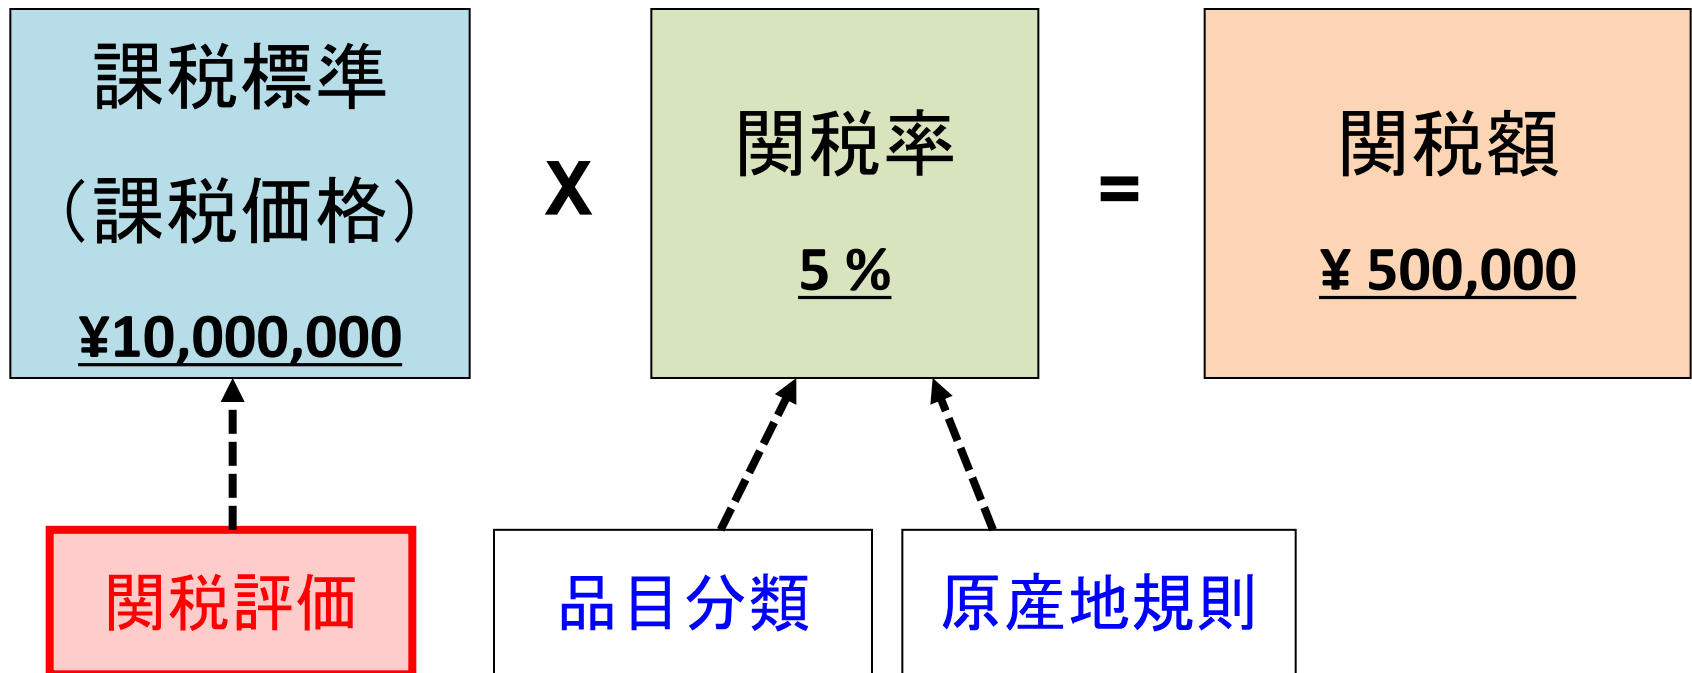 課税標準
（課税価格）
¥10,000,000
X
関税率
5 %
=
関税額
¥ 500,000
関税評価
品目分類
原産地規則